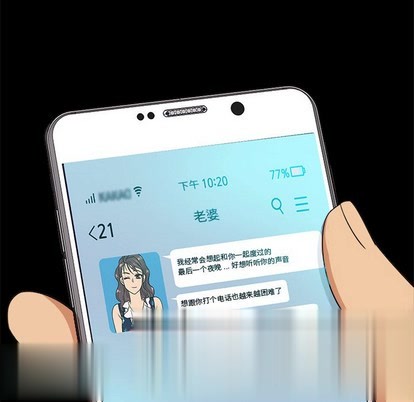 下午 10:20
77%
<21
老婆
我经常会想起和你一起度过的
最后一个夜晚 ... 好想听听你的声音
想跟你打个电话也越来越困难了